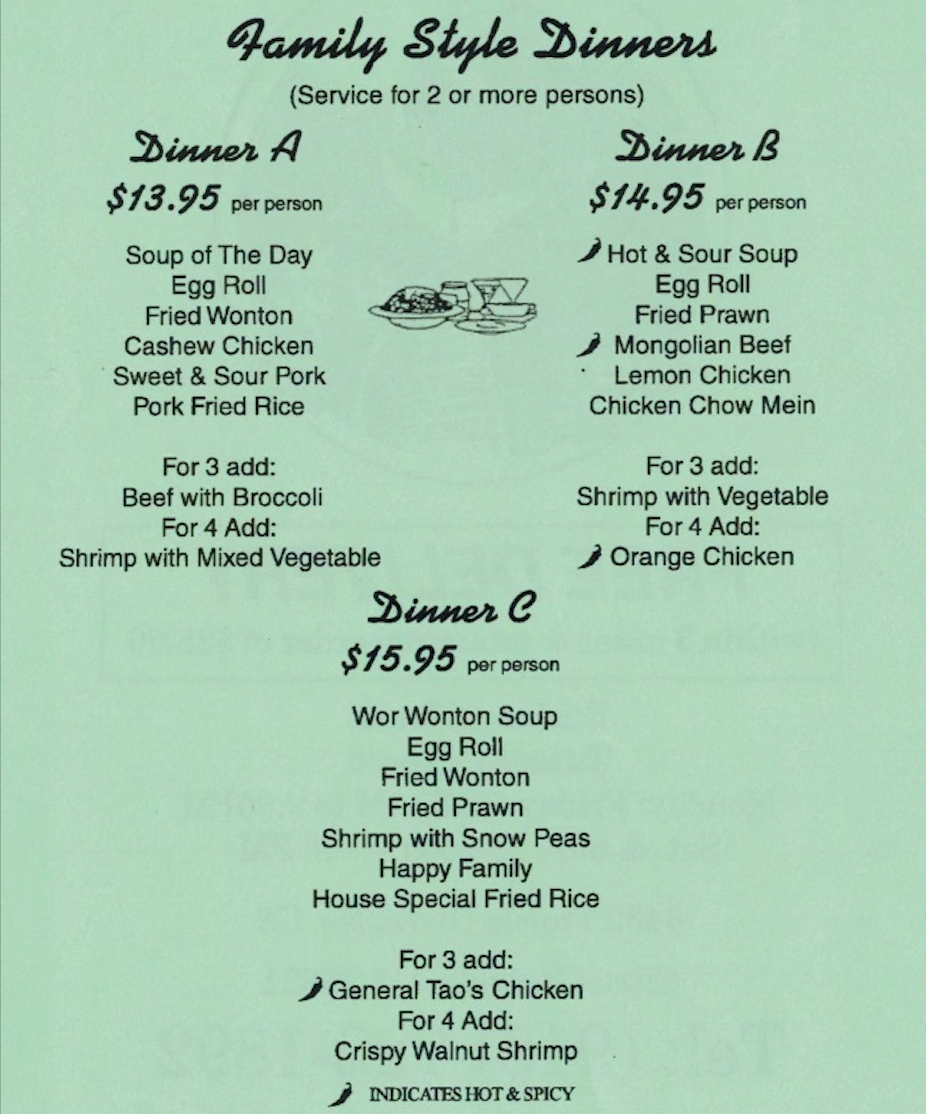 Family Style Dinners
(Service for 2 or more persons)
Dinner A
$13.95 per person
Soup of The Day
Egg Roll
Fried Wonton
Cashew Chicken
Sweet & Sour Pork
Pork Fried Rice
For 3 add:
Beef with Broccoli
For 4 Add:
Shrimp with Mixed Vegetable
Dinner B
$14.95 per person
Hot & Sour Soup
Egg Roll
Fried Prawn
Mongolian Beef
Lemon Chicken
Chicken Chow Mein
For 3 add:
Shrimp with Vegetable
For 4 Add:
Orange Chicken
Dinner C
$15.95 per person
Wor Wonton Soup
Egg Roll
Fried Wonton
Fried Prawn
Shrimp with Snow Peas
Happy Family
House Special Fried Rice
For 3 add:
General Tao's Chicken
For 4 Add:
Crispy Walnut Shrimp
INDICATES HOT & SPICY